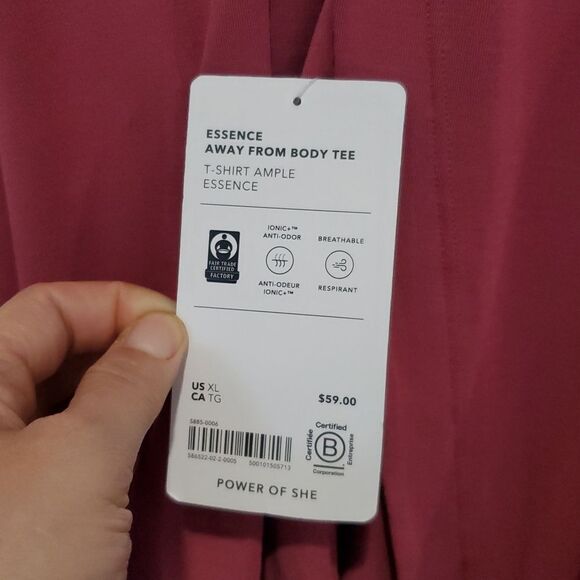 ESSENCE
AWAY FROM BODY TEE
T-SHIRT AMPLE
ESSENCE
FAIR TRADE
CERTIFIED
FACTORY
IONIC+™
ANTI-ODOR
ANTI-ODEUR
IONIC+™
BREATHABLE
RESPIRANT
US XL
CA TG
$59.00
5885-0006
586522-02-2-0005 500101505713
Certified
Certifiée
B
Entreprise
Corporation
POWER OF SHE